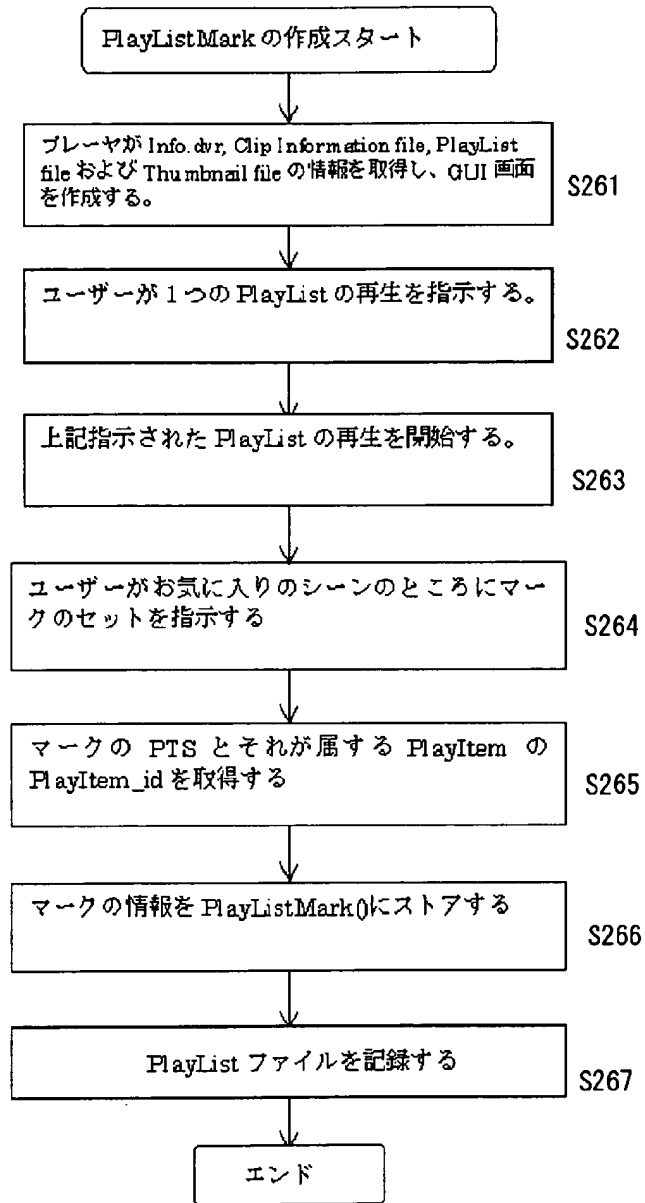 PlayListMark の作成スタート
プレーヤが Info.dvr, Clip Information file, PlayList
file および Thumbnail file の情報を取得し、GUI 画面
を作成する。
S261
ユーザーが 1 つの PlayList の再生を指示する。
S262
上記指示された PlayList の再生を開始する。
S263
ユーザーがお気に入りのシーンのところにマー
クのセットを指示する
S264
マークの PTS とそれが属する PlayItem の
PlayItem_id を取得する
S265
マークの情報を PlayListMark()にストアする
S266
PlayList ファイルを記録する
S267
エンド